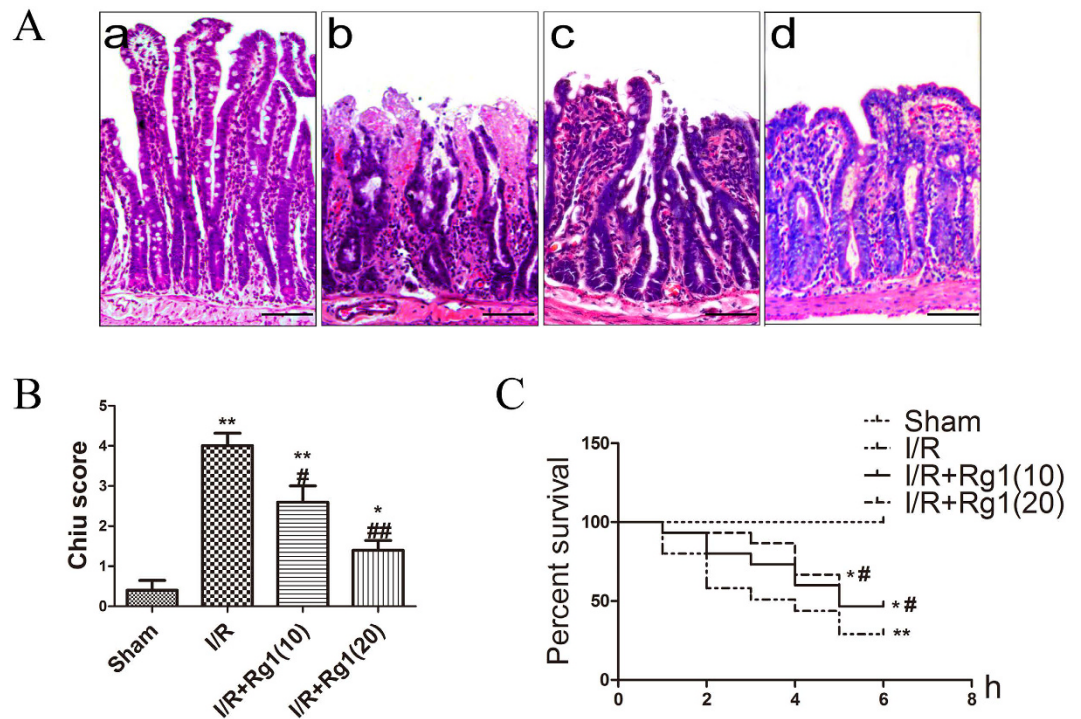 A
a
b
c
d
B
Chiu score
5
4
3
2
1
0
**
**
#
*
##
Sham
I/R
I/R+Rg1(10)
I/R+Rg1(20)
C
Sham
I/R
I/R+Rg1(10)
I/R+Rg1(20)
Percent survival
150
100
50
0
*#
*#
**
0
2
4
6
8
h